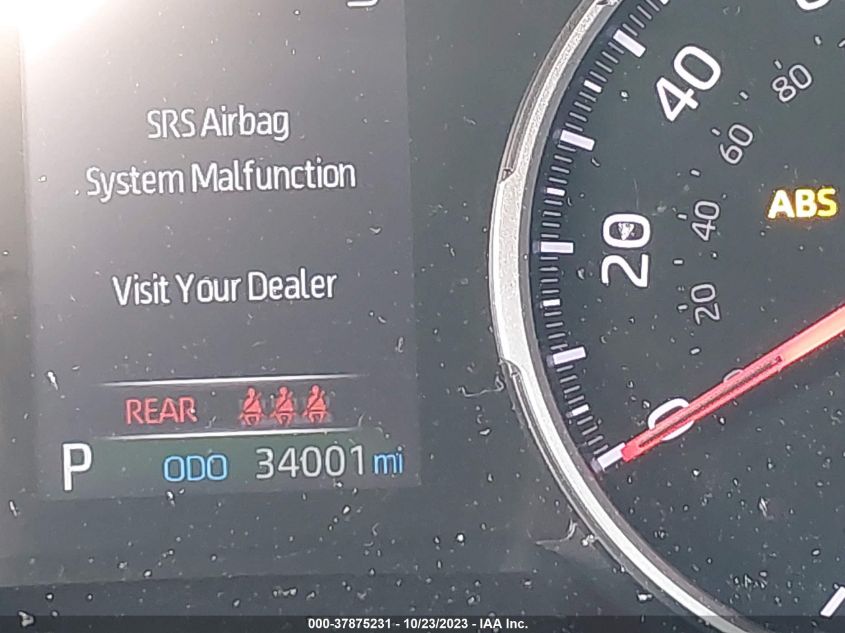 SRS Airbag
System Malfunction
Visit Your Dealer
REAR
P ODO 34001 mi
0
20
40
20
40
60
80
ABS
000-37875231 - 10/23/2023 - IAA Inc.